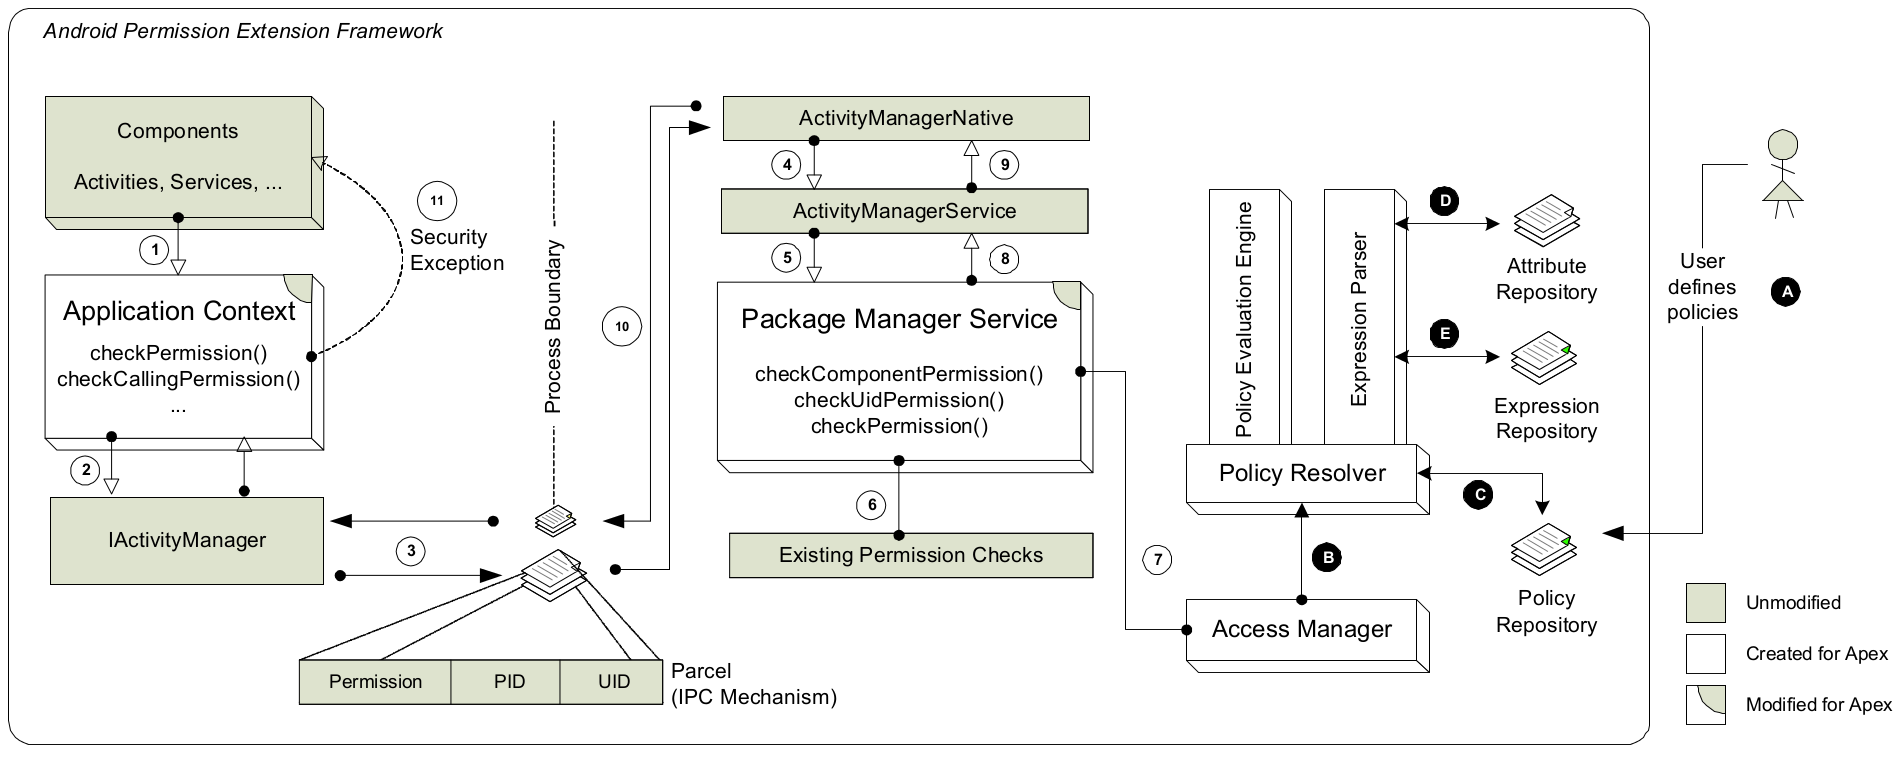 Android Permission Extension Framework
Components
Activities, Services, ...
1
11
Security
Exception
Application Context
checkPermission()
checkCallingPermission()
...
2
IActivityManager
3
Process Boundary
10
Permission
PID
UID
Parcel
(IPC Mechanism)
ActivityManagerNative
4
9
ActivityManagerService
5
8
Package Manager Service
checkComponentPermission()
checkUidPermission()
checkPermission()
6
Existing Permission Checks
7
Policy Evaluation Engine
Expression Parser
D
Attribute
Repository
E
Expression
Repository
Policy Resolver
C
B
Policy
Repository
Access Manager
User
defines
policies
A
Unmodified
Created for Apex
Modified for Apex